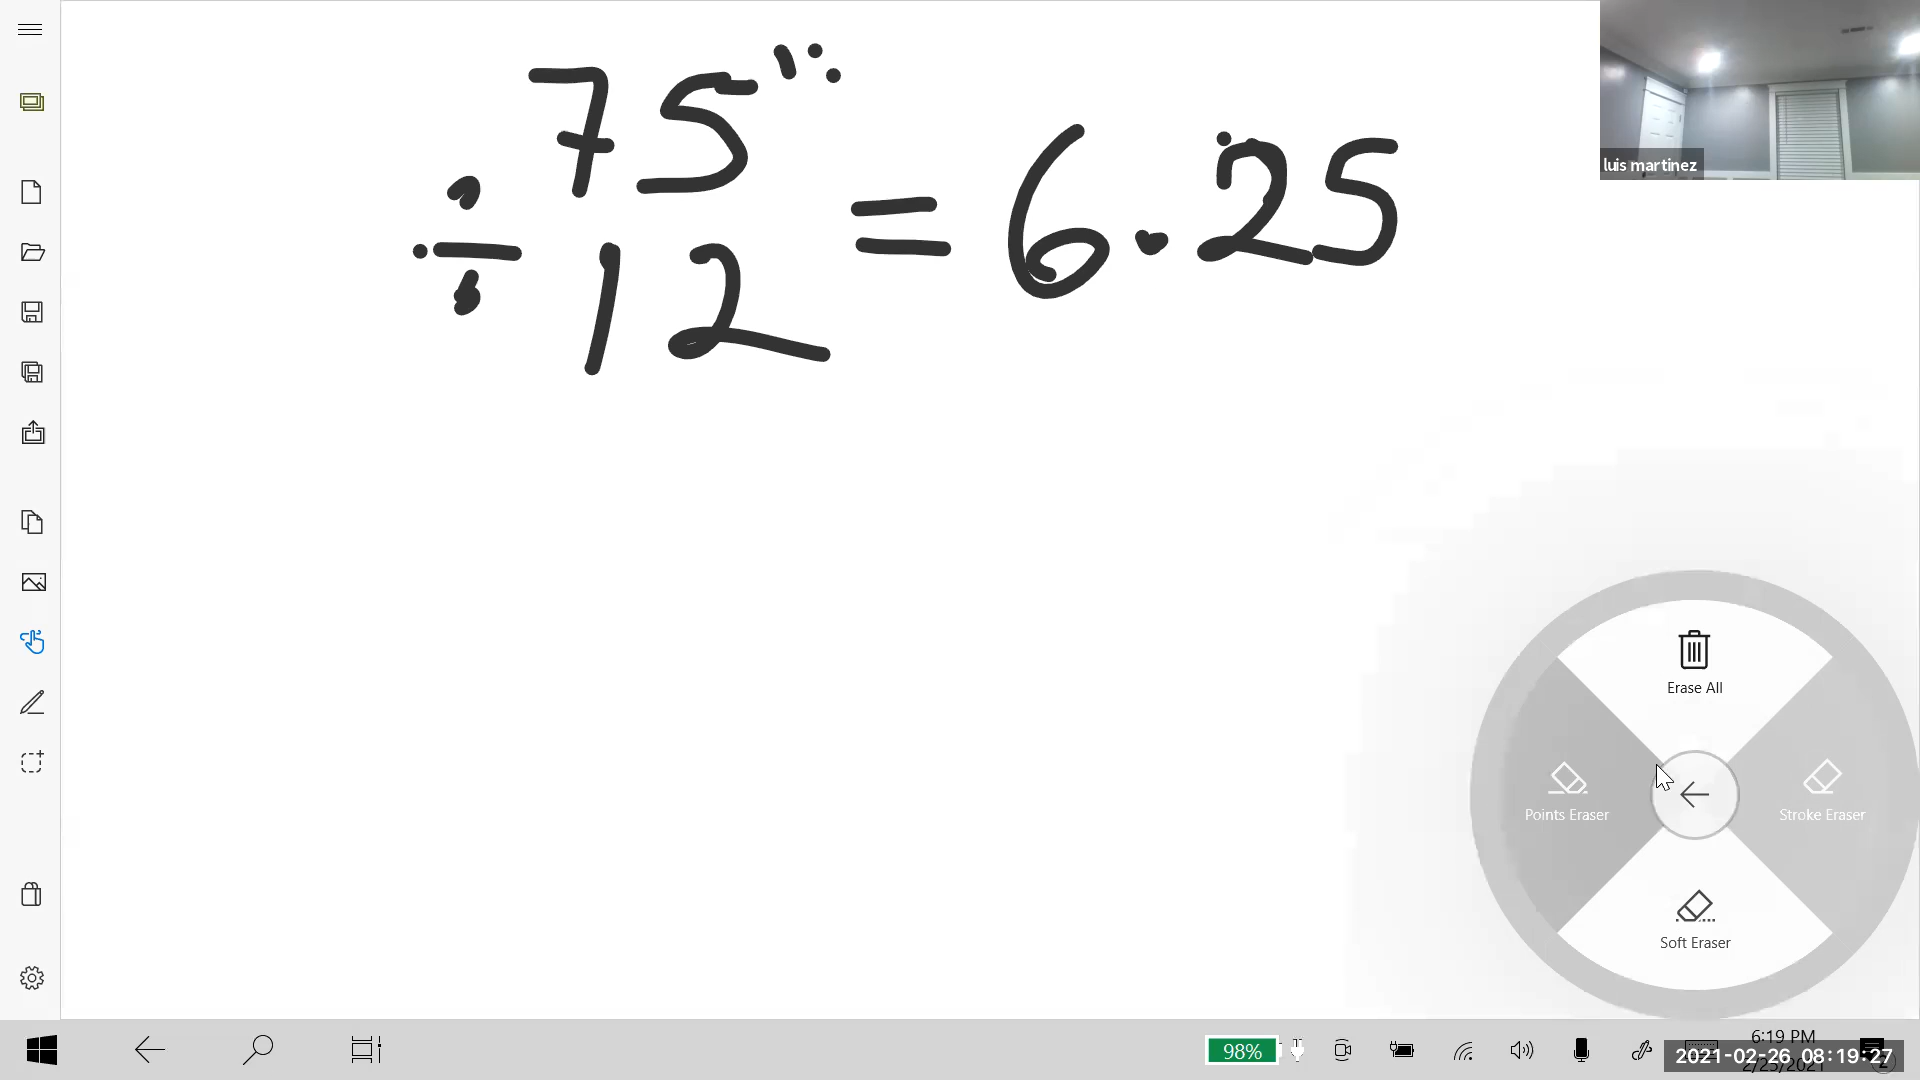 75"
÷ 12 = 6.25
luis martinez
Erase All
Points Eraser
Stroke Eraser
Soft Eraser
98%
6:19 PM
2021-02-26 08:19:27